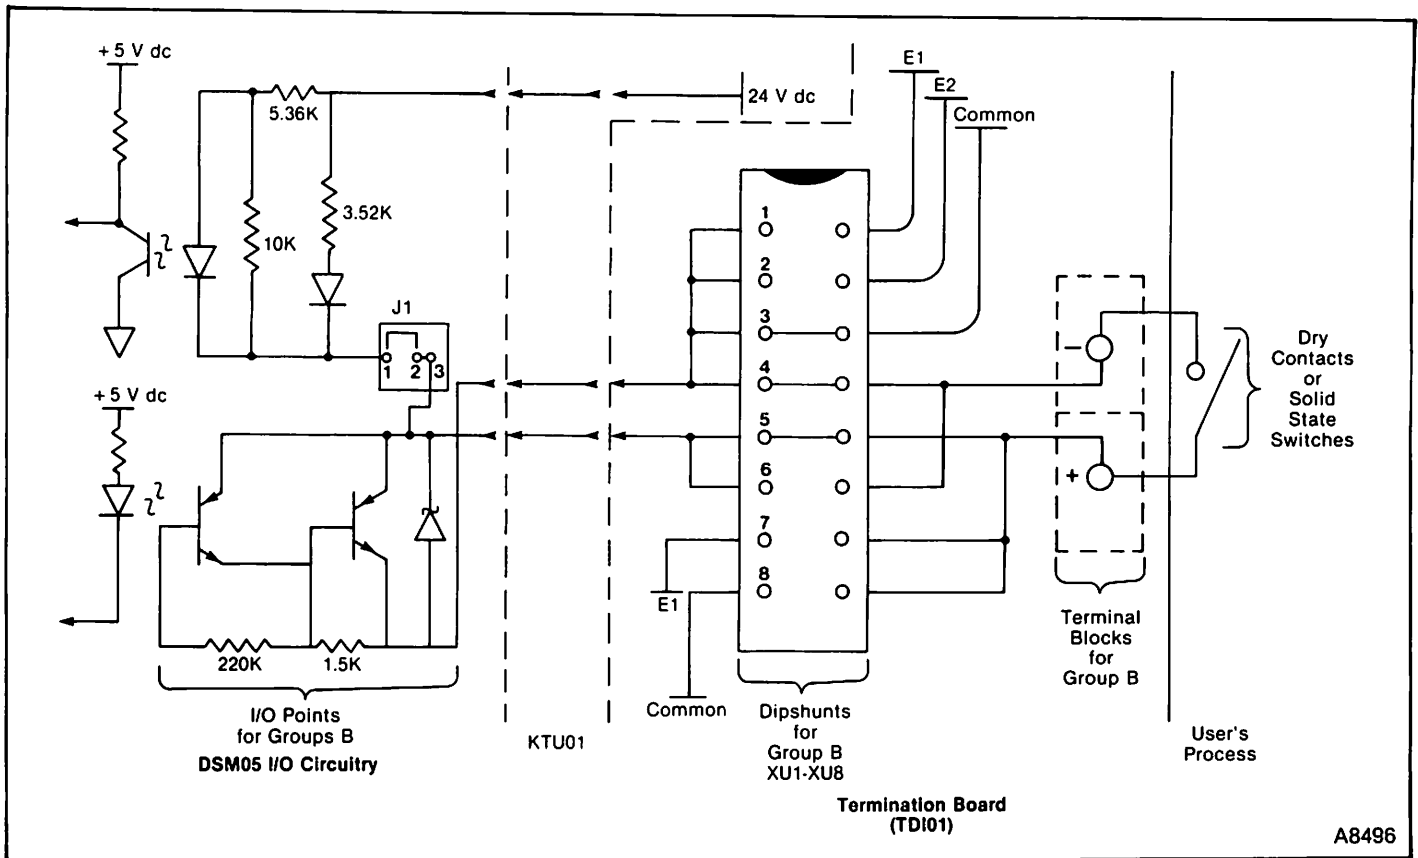 + 5 V dc
5.36K
10K
3.52K
J1
1 2 3
+ 5 V dc
220K
1.5K
I/O Points
for Groups B
DSM05 I/O Circuitry
KTU01
24 V dc
E1
E2
Common
1
2
3
4
5
6
7
8
E1
Common
Dipshunts
for
Group B
XU1-XU8
Termination Board
(TDI01)
−
+
Terminal
Blocks
for
Group B
Dry
Contacts
or
Solid
State
Switches
User's
Process
A8496